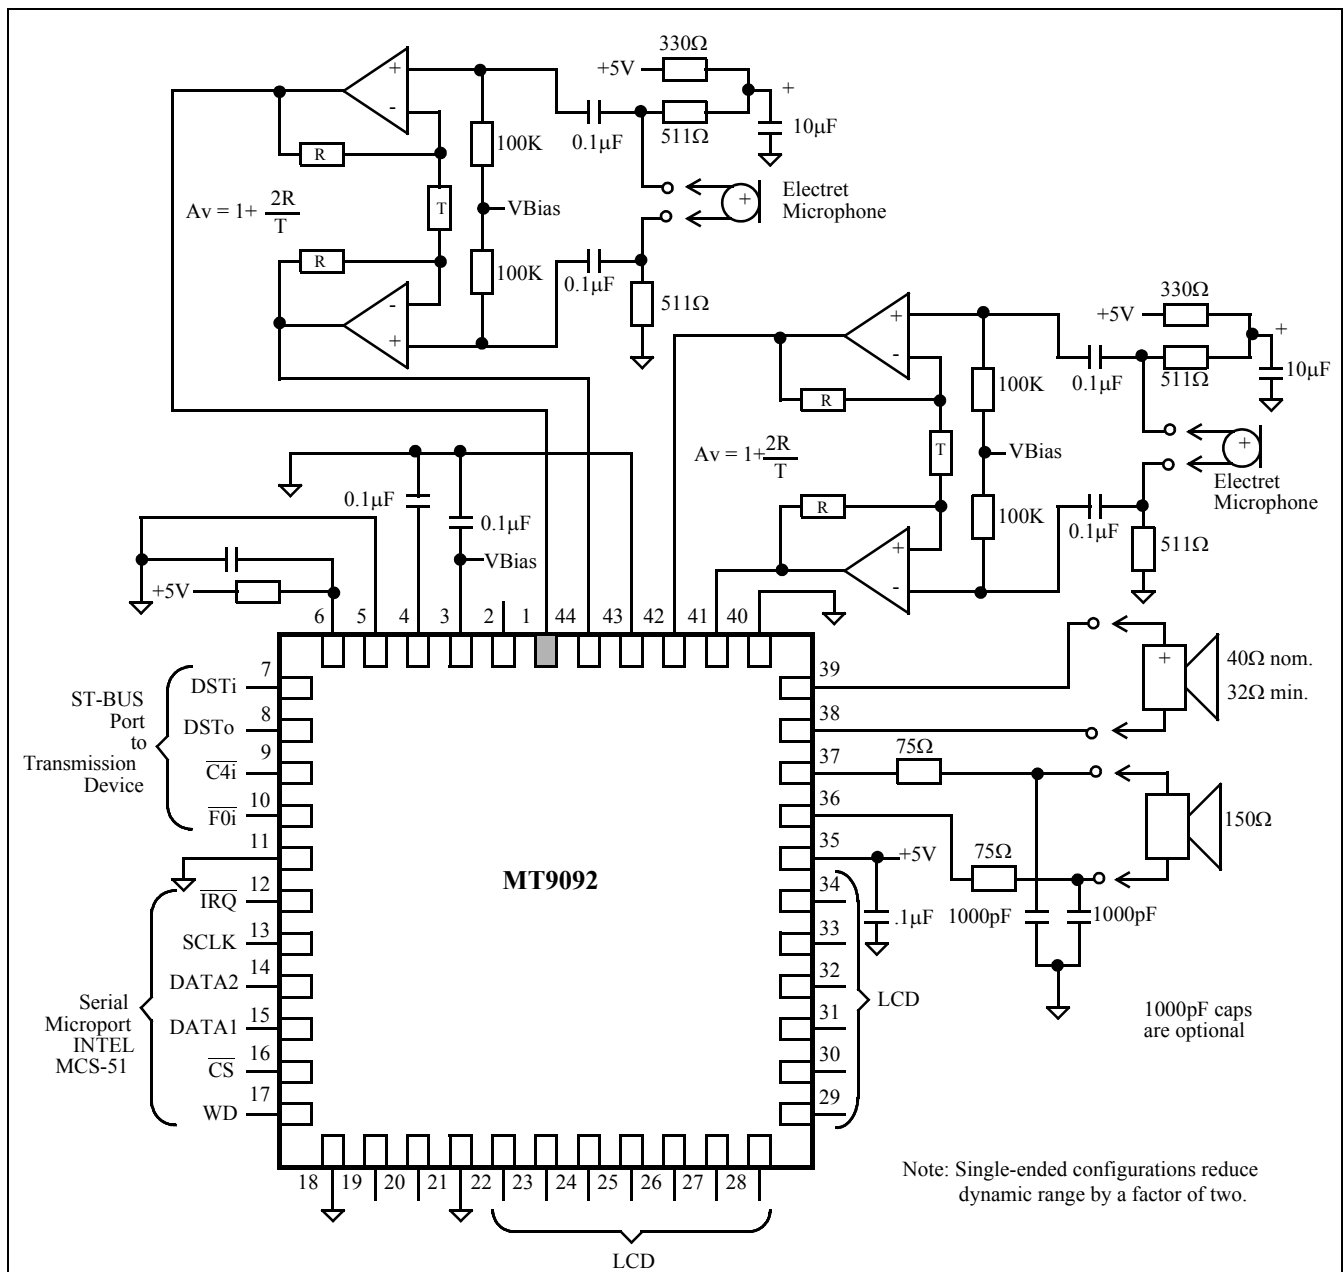 330Ω
+5V
+
+
-
0.1µF
511Ω
10µF
100K
R
T
Av = 1+ 2R/T
VBias
+
Electret
Microphone
R
100K
0.1µF
-
+
511Ω
330Ω
+5V
+
+
-
0.1µF
511Ω
10µF
100K
R
T
Av = 1+ 2R/T
VBias
+
Electret
Microphone
R
100K
0.1µF
+
-
511Ω
0.1µF
0.1µF
VBias
+5V
6 5 4 3 2 1 44 43 42 41 40
7
DSTi
8
DSTo
9
C4i
10
F0i
ST-BUS
Port
to
Transmission
Device
11
12
IRQ
13
SCLK
14
DATA2
15
DATA1
16
CS
17
WD
Serial
Microport
INTEL
MCS-51
MT9092
39
38
37
36
35
34
33
32
31
30
29
+
40Ω nom.
32Ω min.
75Ω
150Ω
75Ω
+5V
.1µF
1000pF
1000pF
LCD
1000pF caps
are optional
18 19 20 21 22 23 24 25 26 27 28
LCD
Note: Single-ended configurations reduce
dynamic range by a factor of two.